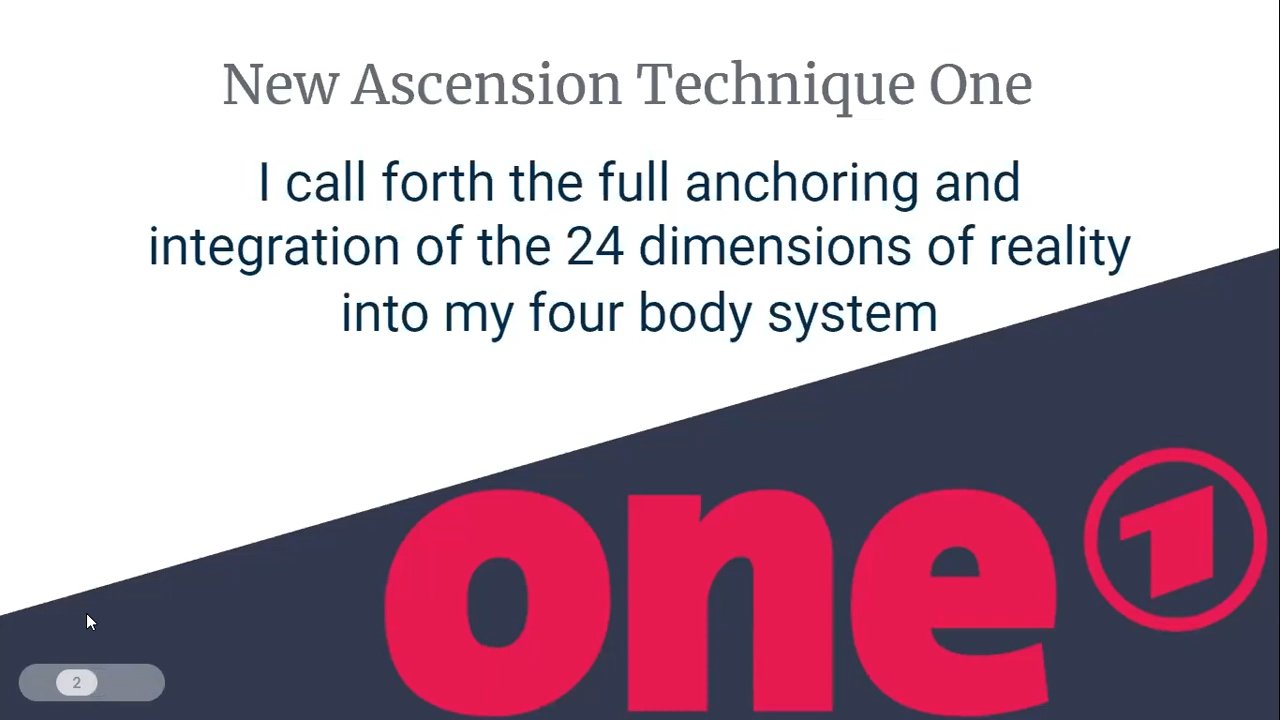 New Ascension Technique One
I call forth the full anchoring and
integration of the 24 dimensions of reality
into my four body system
one 1
2